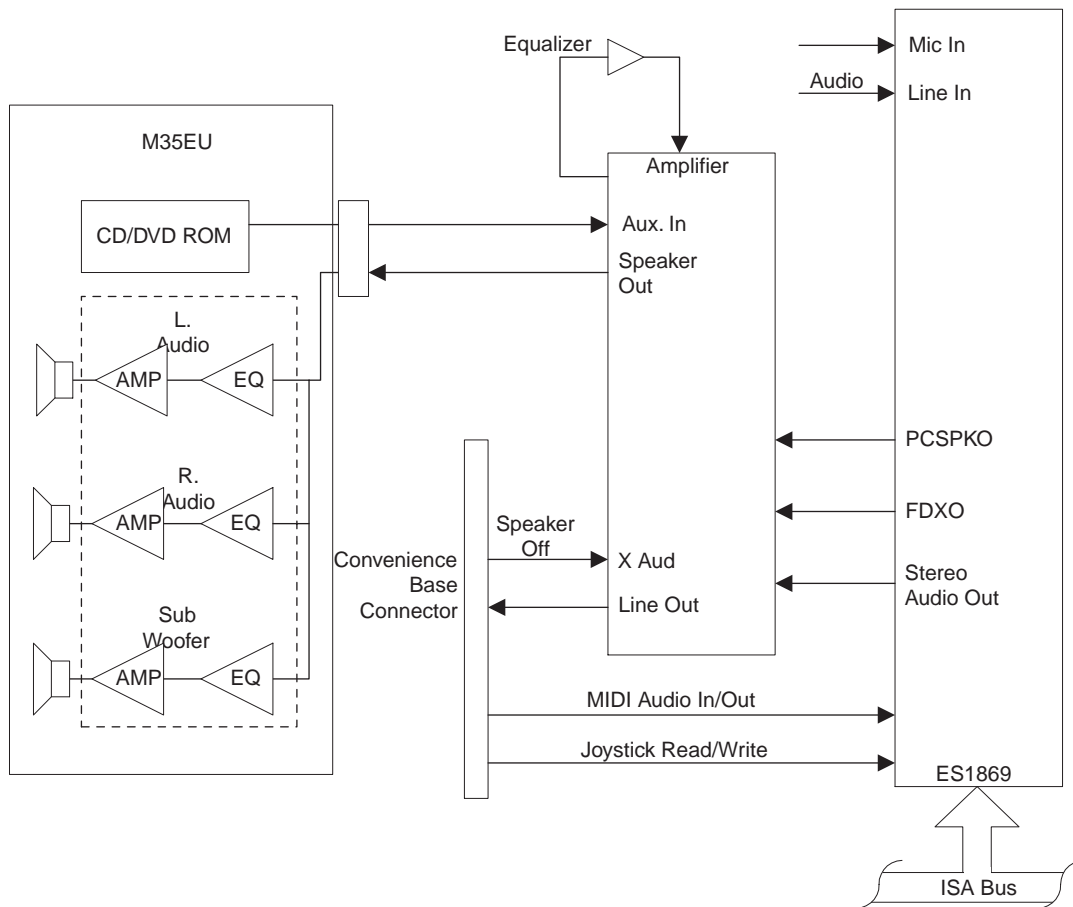 Equalizer
Mic In
Audio
Line In
M35EU
Amplifier
CD/DVD ROM
Aux. In
Speaker
Out
L.
Audio
AMP
EQ
PCSPKO
R.
Audio
AMP
EQ
FDXO
Speaker
Off
Convenience
Base
Connector
X Aud
Line Out
Stereo
Audio Out
Sub
Woofer
AMP
EQ
MIDI Audio In/Out
Joystick Read/Write
ES1869
ISA Bus